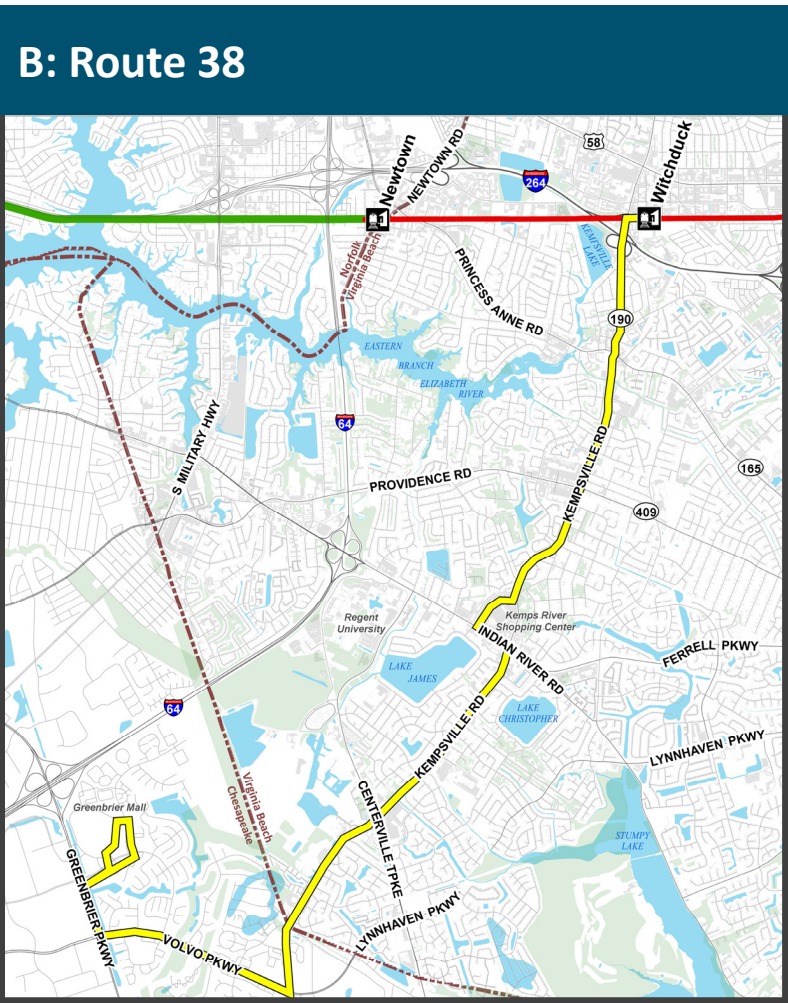 B: Route 38
58
Witchduck
Newtown
NEWTOWN RD
264
KEMPSVILLE
LAKE
Norfolk
Virginia Beach
PRINCESS ANNE RD
190
EASTERN
BRANCH
ELIZABETH
RIVER
64
S MILITARY HWY
KEMPSVILLE RD
165
PROVIDENCE RD
409
Regent
University
Kemps River
Shopping Center
INDIAN RIVER RD
FERRELL PKWY
LAKE
JAMES
64
KEMPSVILLE RD
LAKE
CHRISTOPHER
LYNNHAVEN PKWY
Virginia Beach
Chesapeake
Greenbrier Mall
CENTERVILLE TPKE
STUMPY
LAKE
GREENBRIER PKWY
LYNNHAVEN PKWY
VOLVO PKWY